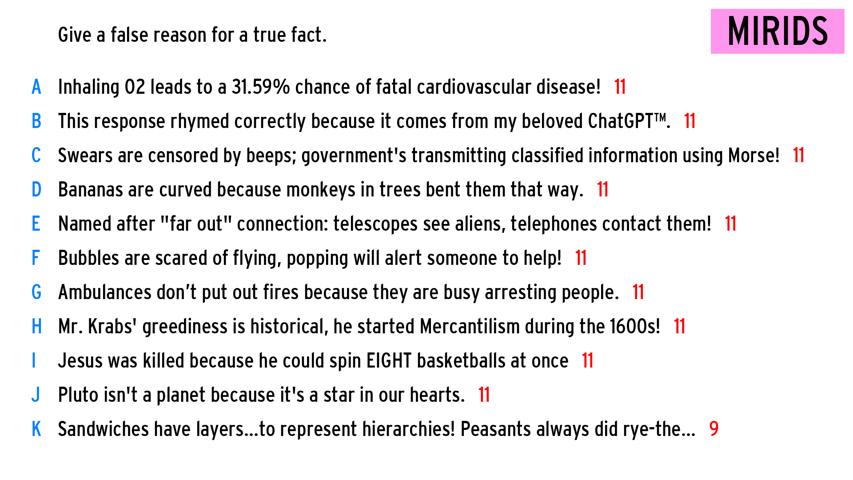 Give a false reason for a true fact.
MIRIDS
A Inhaling O2 leads to a 31.59% chance of fatal cardiovascular disease! 11
B This response rhymed correctly because it comes from my beloved ChatGPT™. 11
C Swears are censored by beeps; government's transmitting classified information using Morse! 11
D Bananas are curved because monkeys in trees bent them that way. 11
E Named after "far out" connection: telescopes see aliens, telephones contact them! 11
F Bubbles are scared of flying, popping will alert someone to help! 11
G Ambulances don’t put out fires because they are busy arresting people. 11
H Mr. Krabs' greediness is historical, he started Mercantilism during the 1600s! 11
I Jesus was killed because he could spin EIGHT basketballs at once 11
J Pluto isn't a planet because it's a star in our hearts. 11
K Sandwiches have layers...to represent hierarchies! Peasants always did rye-the... 9